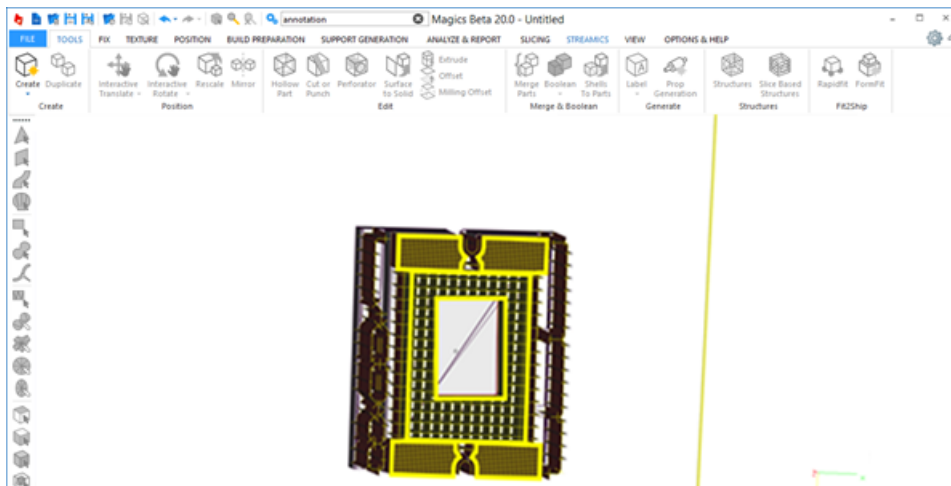 annotation
Magics Beta 20.0 - Untitled
FILE TOOLS FIX TEXTURE POSITION BUILD PREPARATION SUPPORT GENERATION ANALYZE & REPORT SLICING STREAMICS VIEW OPTIONS & HELP
Create Duplicate
Create
Interactive Translate Interactive Rotate Rescale Mirror
Position
Hollow Part Cut or Punch Perforator Surface to Solid
Extrude
Offset
Milling Offset
Edit
Merge Parts Boolean Shells To Parts
Merge & Boolean
Label Prop Generation
Generate
Structures Slice Based Structures
Structures
Rapidfit FormFit
Fit2Ship